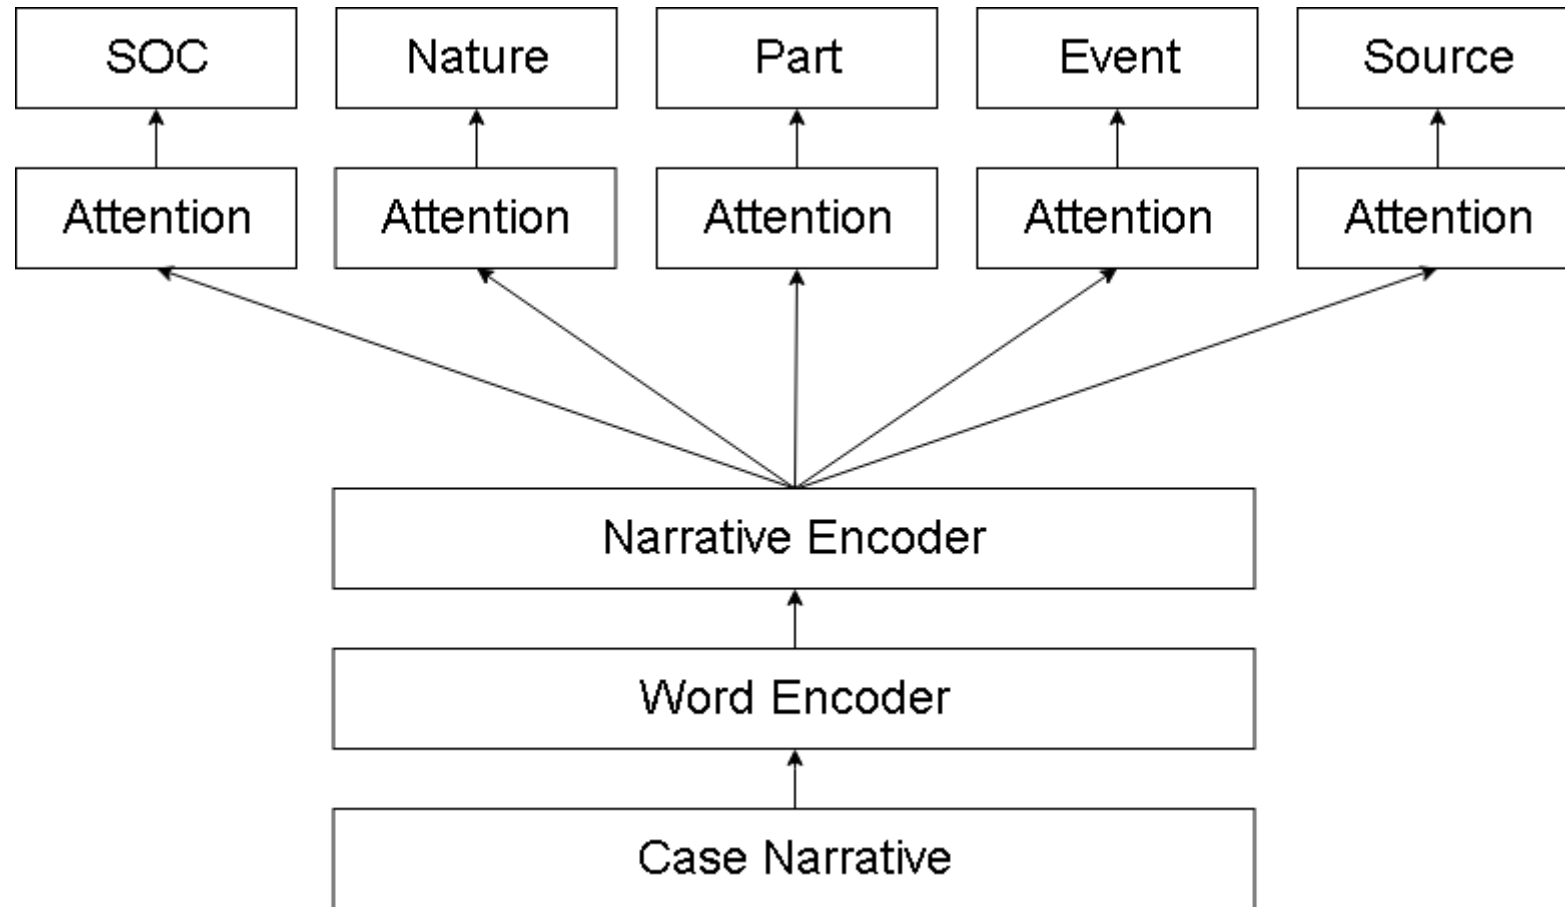 SOC
Nature
Part
Event
Source
Attention
Attention
Attention
Attention
Attention
Narrative Encoder
Word Encoder
Case Narrative